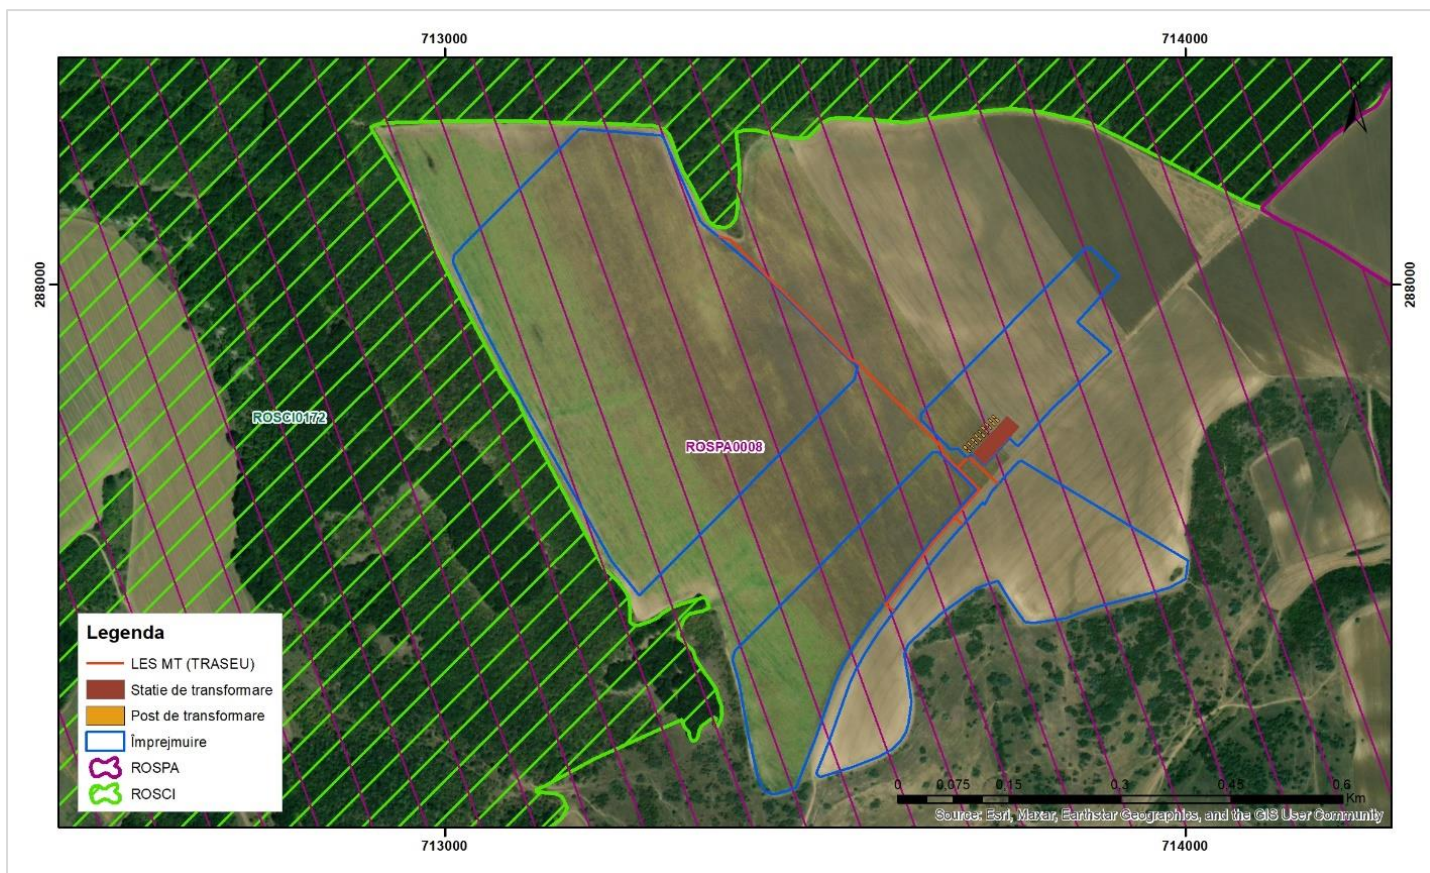 713000
714000
288000
288000
ROSCI0172
ROSPA0008
Legenda
LES MT (TRASEU)
Statie de transformare
Post de transformare
Împrejmuire
ROSPA
ROSCI
0 0.075 0.15 0.3 0.45 0.6
Km
Source: Esri, Maxar, Earthstar Geographics, and the GIS User Community
713000
714000